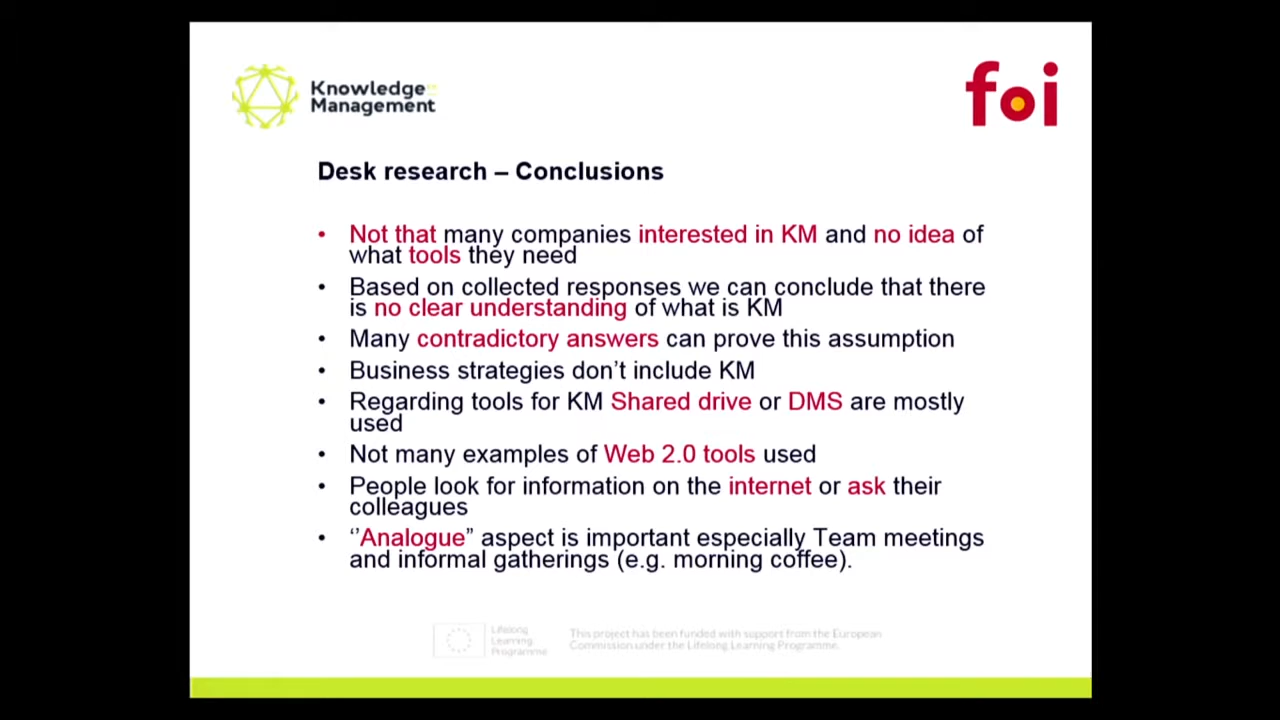 Knowledge
Management
foi
Desk research – Conclusions
• Not that many companies interested in KM and no idea of
what tools they need
• Based on collected responses we can conclude that there
is no clear understanding of what is KM
• Many contradictory answers can prove this assumption
• Business strategies don’t include KM
• Regarding tools for KM Shared drive or DMS are mostly
used
• Not many examples of Web 2.0 tools used
• People look for information on the internet or ask their
colleagues
• ‘’Analogue” aspect is important especially Team meetings
and informal gatherings (e.g. morning coffee).
Lifelong
Learning
Programme
This project has been funded with support from the European
Commission under the Lifelong Learning Programme.